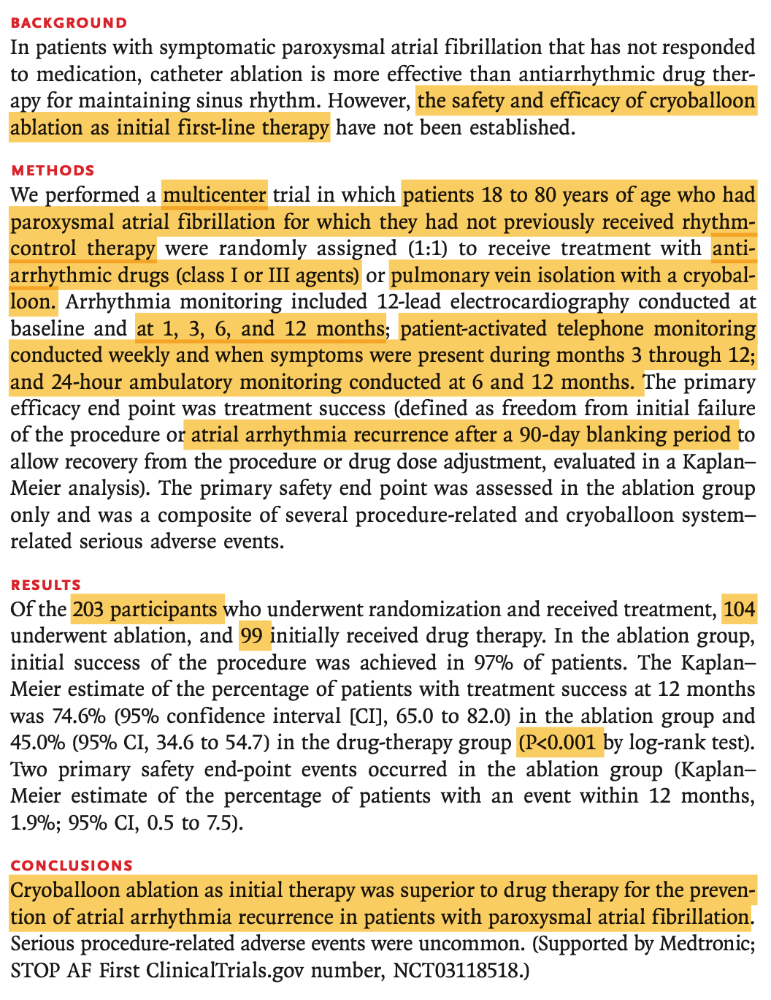 BACKGROUND
In patients with symptomatic paroxysmal atrial fibrillation that has not responded
to medication, catheter ablation is more effective than antiarrhythmic drug ther-
apy for maintaining sinus rhythm. However, the safety and efficacy of cryoballoon
ablation as initial first-line therapy have not been established.
METHODS
We performed a multicenter trial in which patients 18 to 80 years of age who had
paroxysmal atrial fibrillation for which they had not previously received rhythm-
control therapy were randomly assigned (1:1) to receive treatment with anti-
arrhythmic drugs (class I or III agents) or pulmonary vein isolation with a cryobal-
loon. Arrhythmia monitoring included 12-lead electrocardiography conducted at
baseline and at 1, 3, 6, and 12 months; patient-activated telephone monitoring
conducted weekly and when symptoms were present during months 3 through 12;
and 24-hour ambulatory monitoring conducted at 6 and 12 months. The primary
efficacy end point was treatment success (defined as freedom from initial failure
of the procedure or atrial arrhythmia recurrence after a 90-day blanking period to
allow recovery from the procedure or drug dose adjustment, evaluated in a Kaplan–
Meier analysis). The primary safety end point was assessed in the ablation group
only and was a composite of several procedure-related and cryoballoon system–
related serious adverse events.
RESULTS
Of the 203 participants who underwent randomization and received treatment, 104
underwent ablation, and 99 initially received drug therapy. In the ablation group,
initial success of the procedure was achieved in 97% of patients. The Kaplan–
Meier estimate of the percentage of patients with treatment success at 12 months
was 74.6% (95% confidence interval [CI], 65.0 to 82.0) in the ablation group and
45.0% (95% CI, 34.6 to 54.7) in the drug-therapy group (P<0.001 by log-rank test).
Two primary safety end-point events occurred in the ablation group (Kaplan–
Meier estimate of the percentage of patients with an event within 12 months,
1.9%; 95% CI, 0.5 to 7.5).
CONCLUSIONS
Cryoballoon ablation as initial therapy was superior to drug therapy for the preven-
tion of atrial arrhythmia recurrence in patients with paroxysmal atrial fibrillation.
Serious procedure-related adverse events were uncommon. (Supported by Medtronic;
STOP AF First ClinicalTrials.gov number, NCT03118518.)